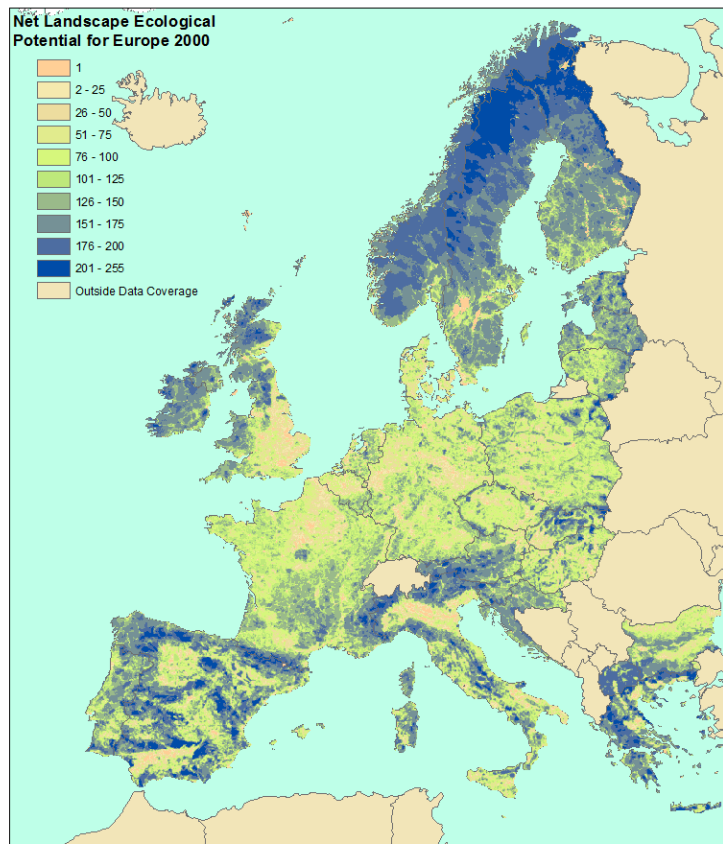 Net Landscape Ecological
Potential for Europe 2000
1
2 - 25
26 - 50
51 - 75
76 - 100
101 - 125
126 - 150
151 - 175
176 - 200
201 - 255
Outside Data Coverage